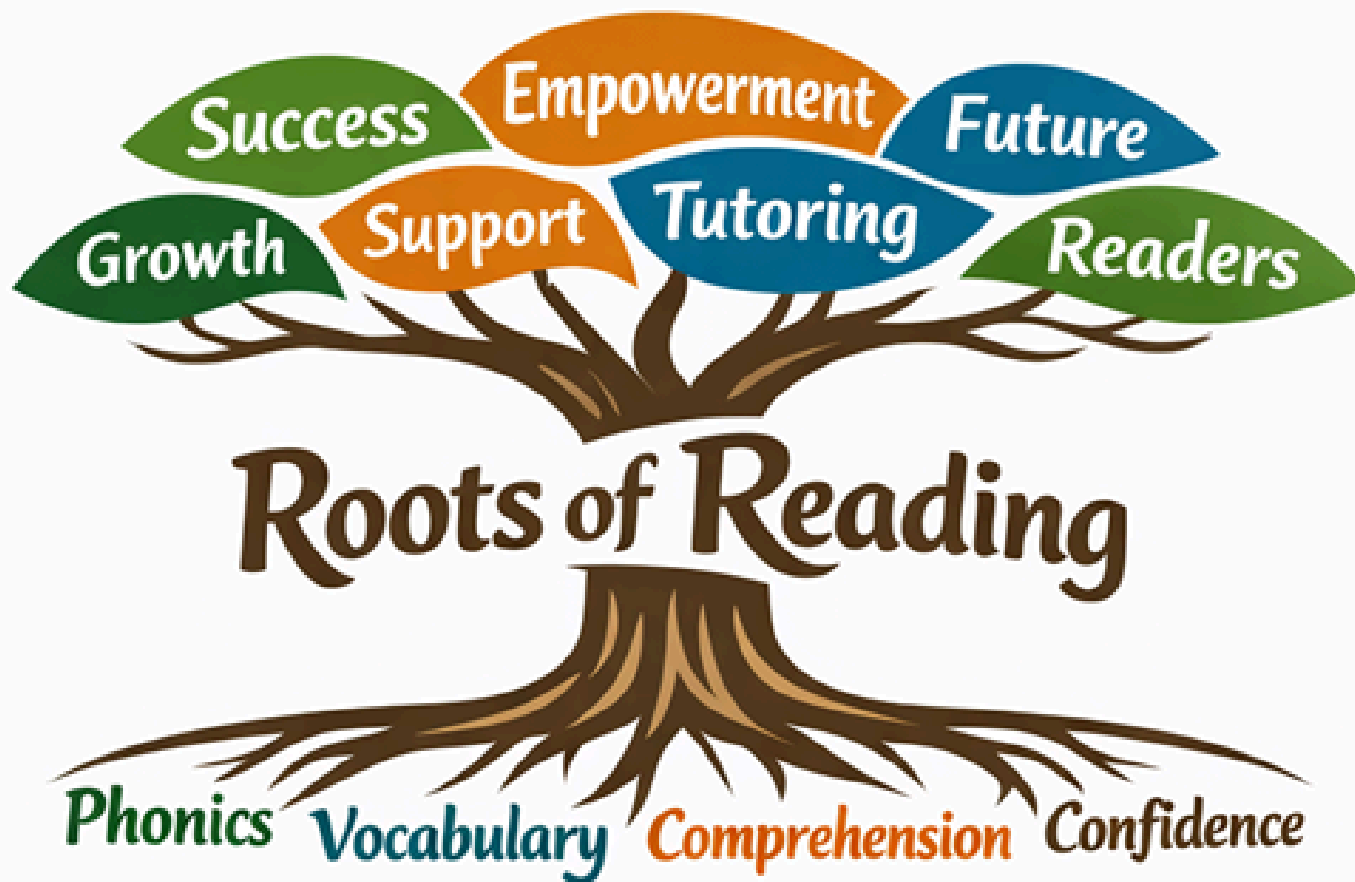 Success Empowerment Future
Growth Support Tutoring Readers
Roots of Reading
Phonics Vocabulary Comprehension Confidence